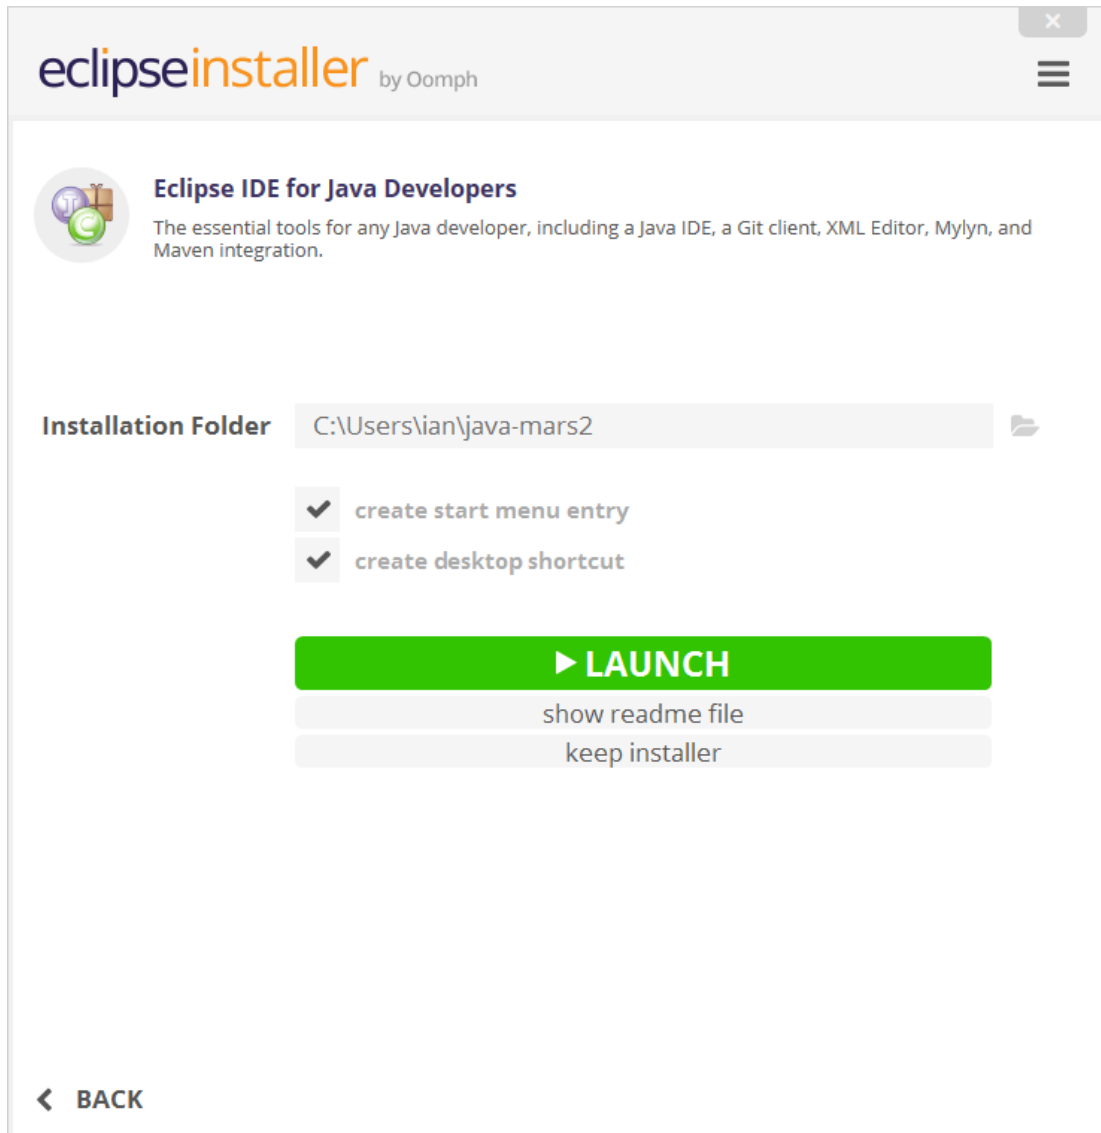 eclipseinstaller by Oomph
Eclipse IDE for Java Developers
The essential tools for any Java developer, including a Java IDE, a Git client, XML Editor, Mylyn, and
Maven integration.
Installation Folder C:\Users\ian\java-mars2
create start menu entry
create desktop shortcut
LAUNCH
show readme file
keep installer
BACK